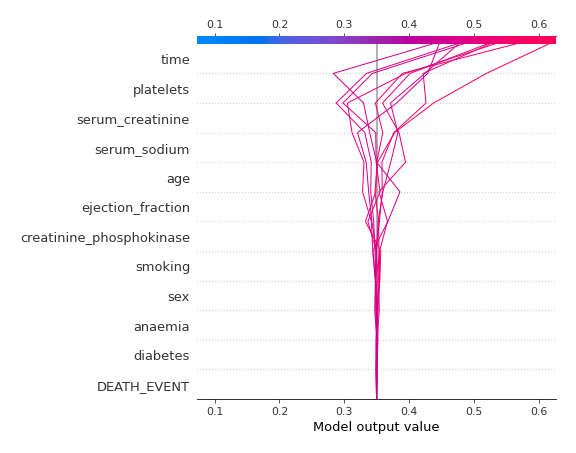 0.1 0.2 0.3 0.4 0.5 0.6
time
platelets
serum_creatinine
serum_sodium
age
ejection_fraction
creatinine_phosphokinase
smoking
sex
anaemia
diabetes
DEATH_EVENT
0.1 0.2 0.3 0.4 0.5 0.6
Model output value